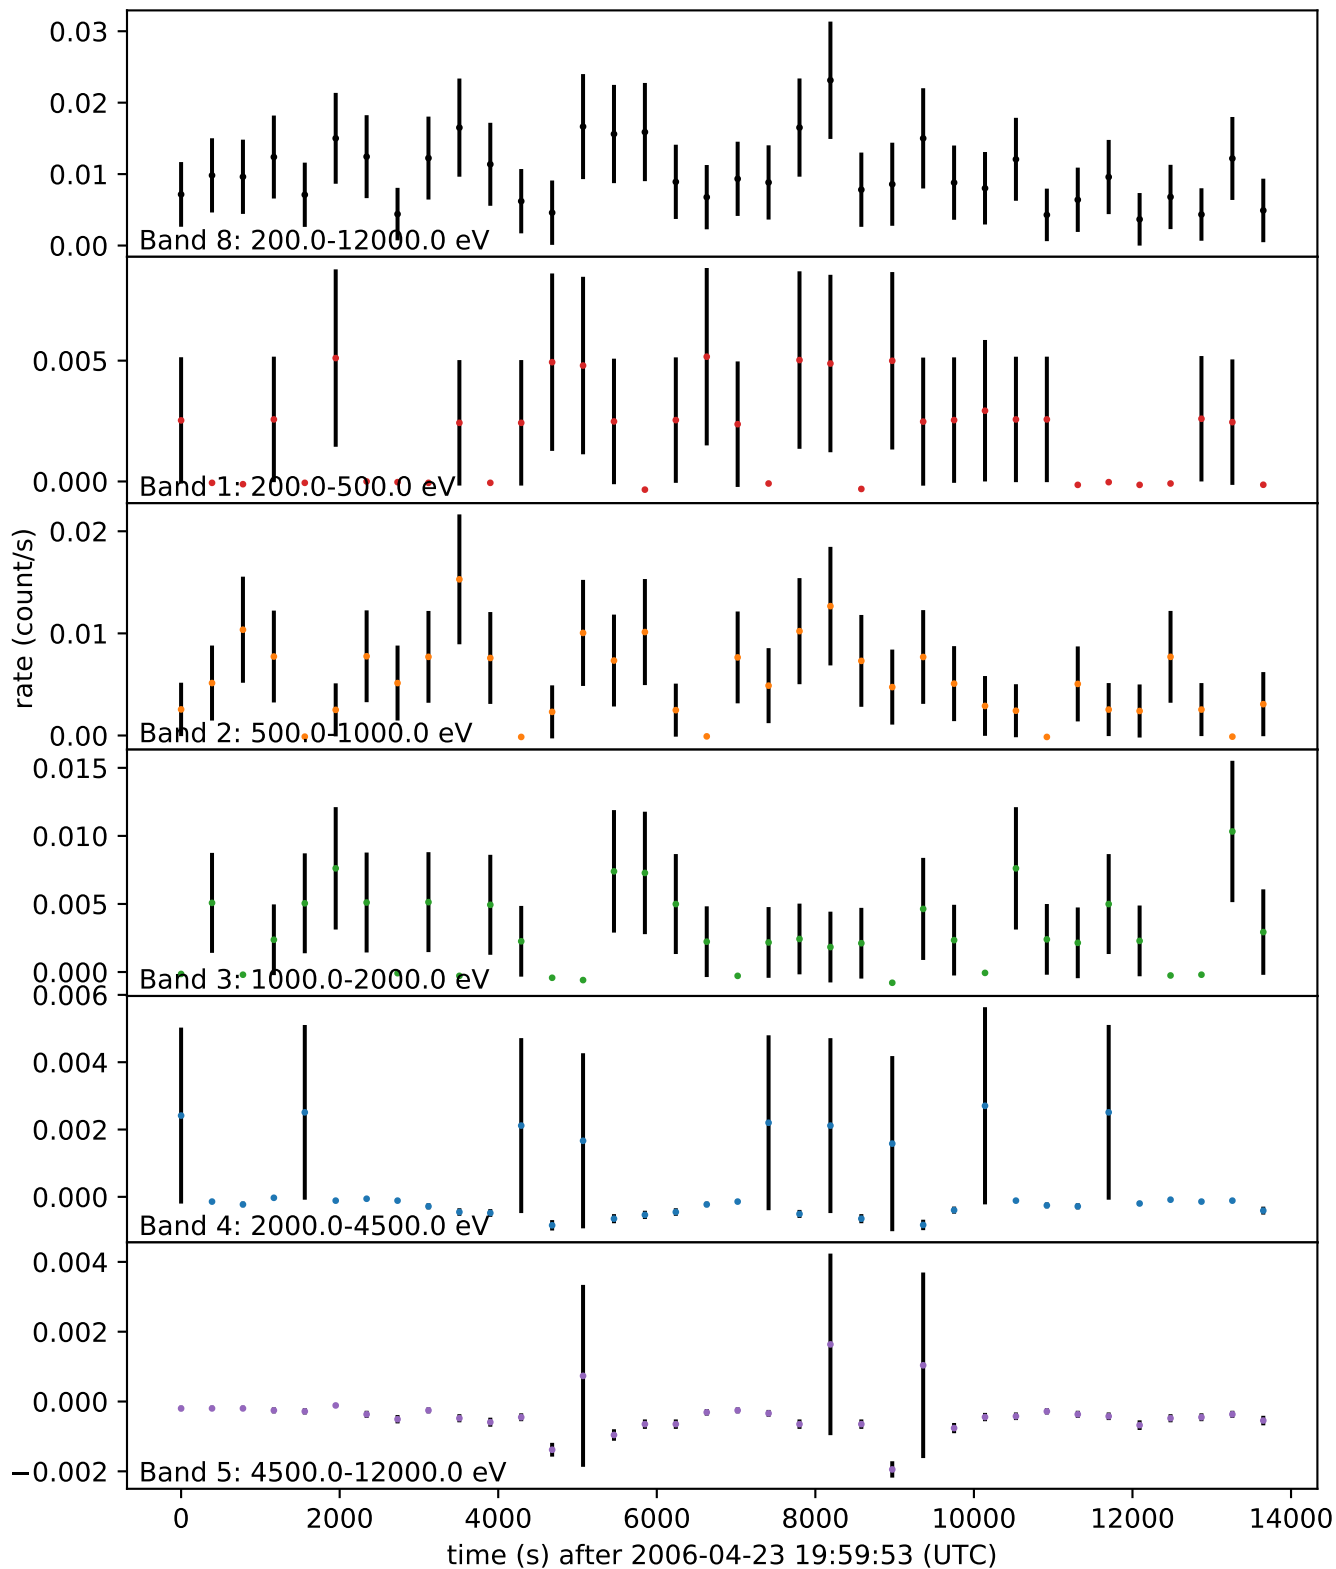 0.03
0.02
0.01
0.00
Band 8: 200.0-12000.0 eV
0.005
0.000
Band 1: 200.0-500.0 eV
rate (count/s)
0.02
0.01
0.00
Band 2: 500.0-1000.0 eV
0.015
0.010
0.005
0.000
Band 3: 1000.0-2000.0 eV
0.006
0.004
0.002
0.000
Band 4: 2000.0-4500.0 eV
0.004
0.002
0.000
−0.002
Band 5: 4500.0-12000.0 eV
0 2000 4000 6000 8000 10000 12000 14000
time (s) after 2006-04-23 19:59:53 (UTC)